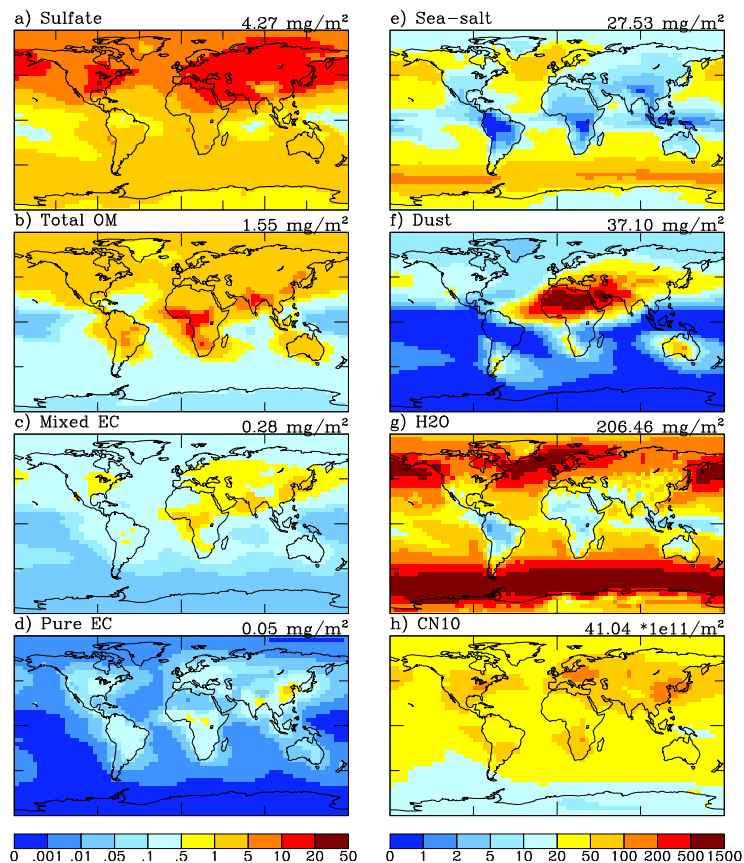 a) Sulfate 4.27 mg/m²
e) Sea-salt 27.53 mg/m²
b) Total OM 1.55 mg/m²
f) Dust 37.10 mg/m²
c) Mixed EC 0.28 mg/m²
g) H2O 206.46 mg/m²
d) Pure EC 0.05 mg/m²
h) CN10 41.04 *1e11/m²
0 .001 .01 .05 .1 .5 1 5 10 20 50
0 1 2 5 10 20 50 100 200 500 1500